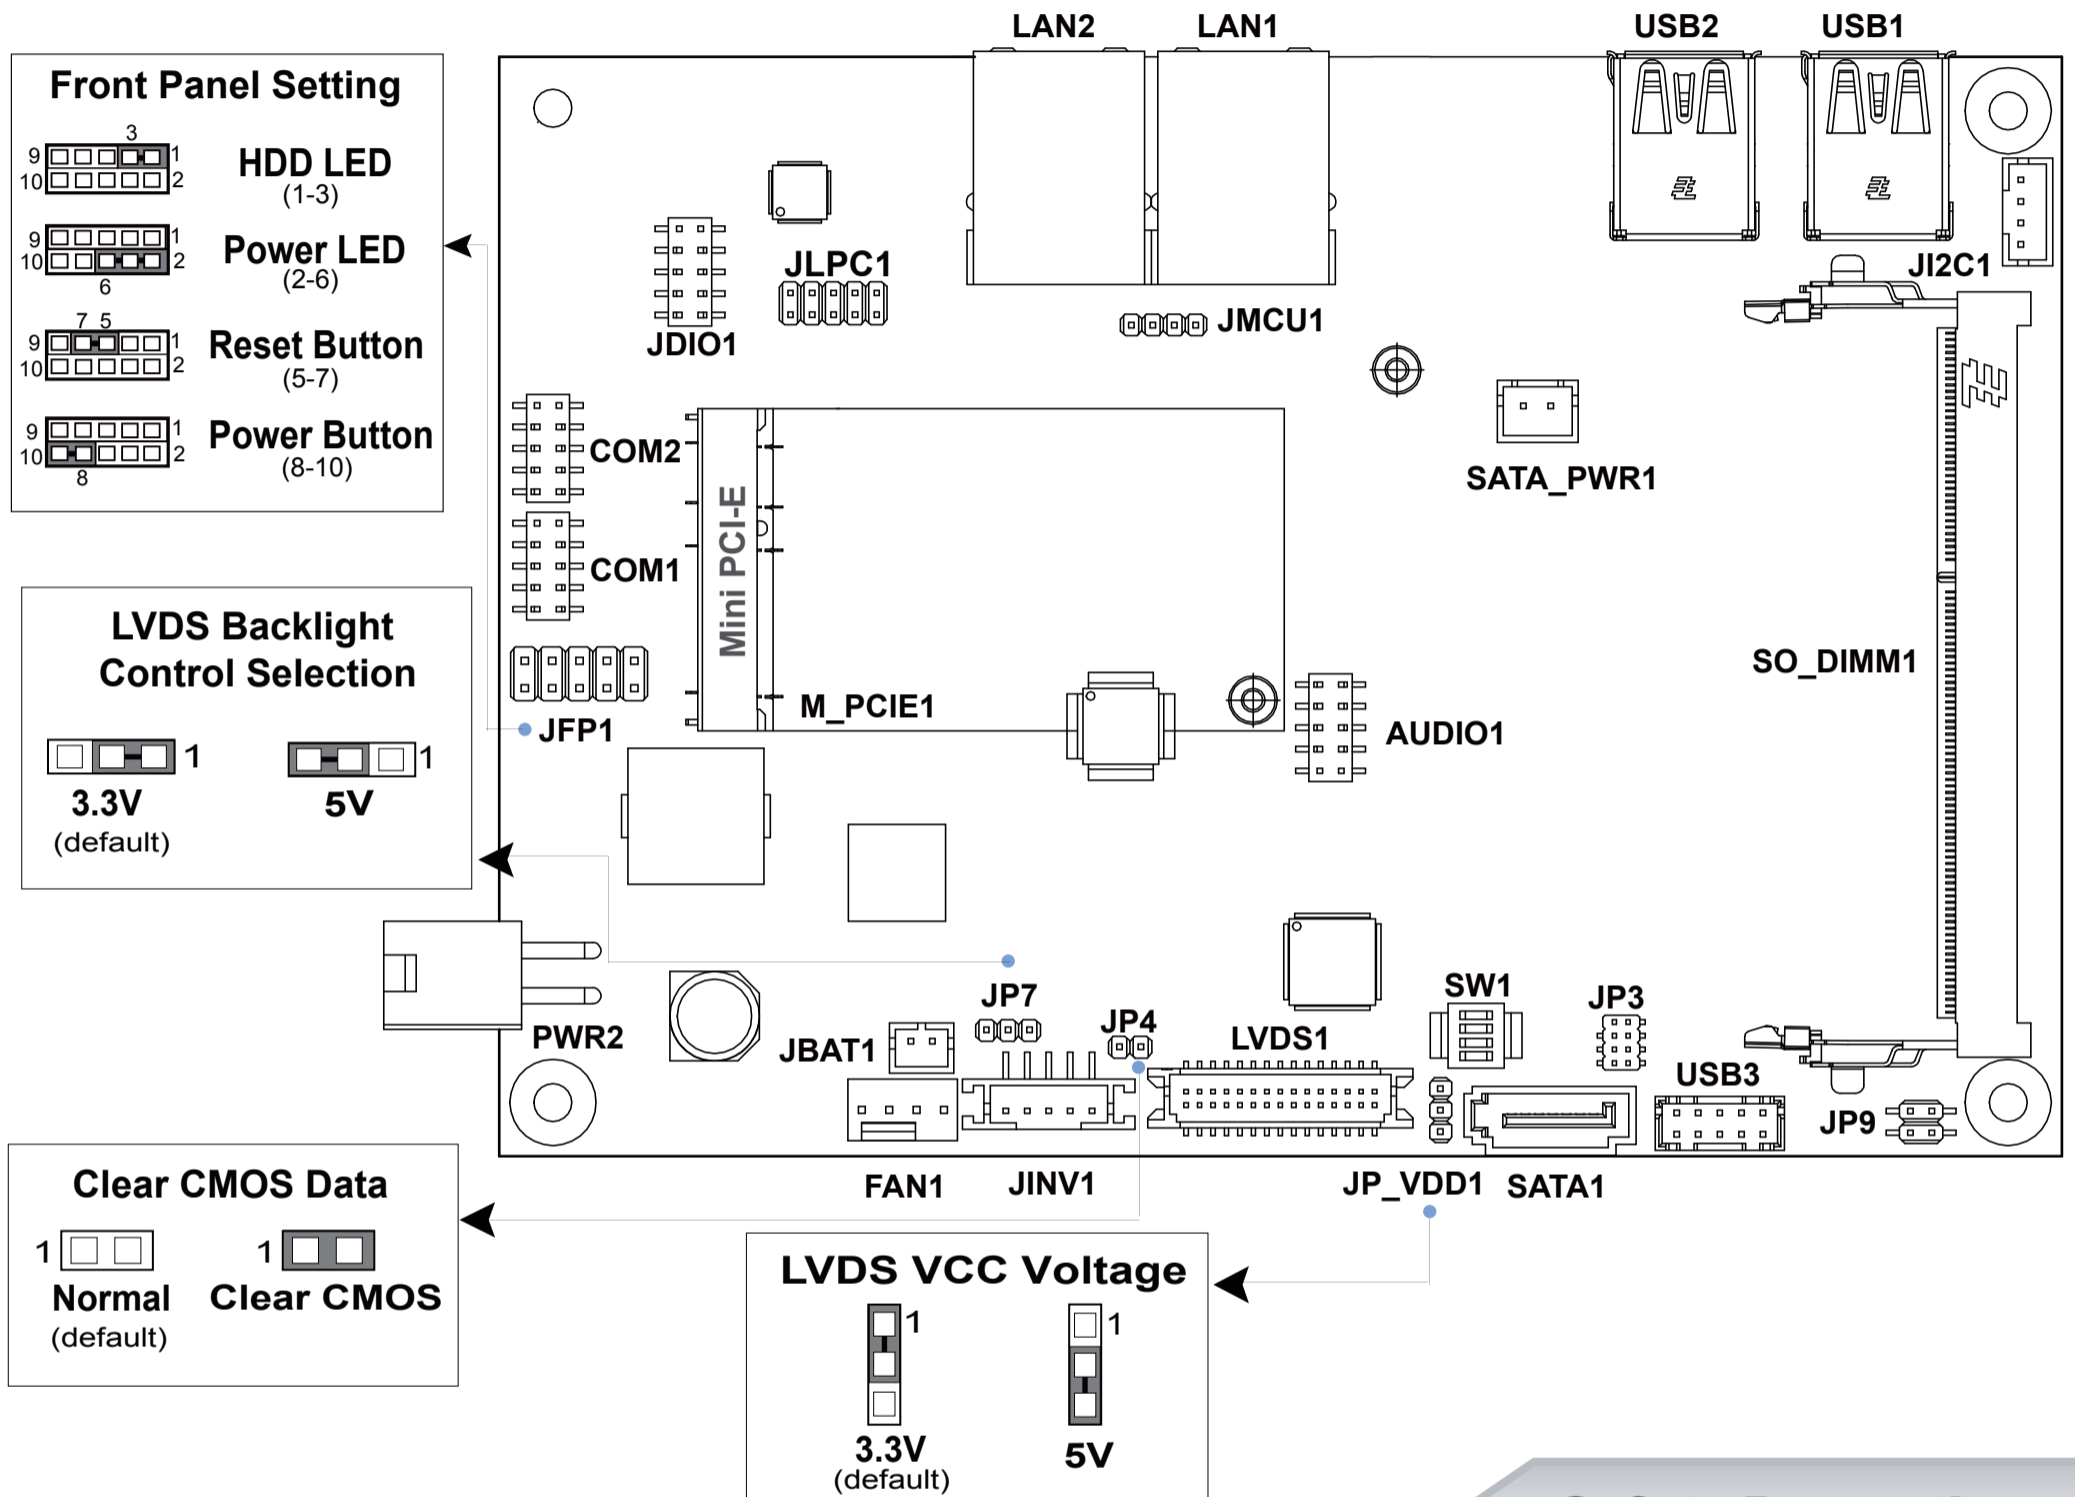 LAN2
LAN1
USB2
USB1
Front Panel Setting
3
9
1
10
2
HDD LED
(1-3)
9
1
10
2
6
Power LED
(2-6)
7 5
9
1
10
2
Reset Button
(5-7)
9
1
10
2
8
Power Button
(8-10)
JLPC1
JDIO1
JMCU1
JI2C1
COM2
SATA_PWR1
COM1
Mini PCI-E
SO_DIMM1
M_PCIE1
JFP1
AUDIO1
LVDS Backlight
Control Selection
1
1
3.3V
5V
(default)
PWR2
JP7
JP4
JBAT1
LVDS1
SW1
JP3
USB3
JP9
FAN1
JINV1
JP_VDD1
SATA1
Clear CMOS Data
1
1
Normal
Clear CMOS
(default)
LVDS VCC Voltage
1
1
3.3V
5V
(default)